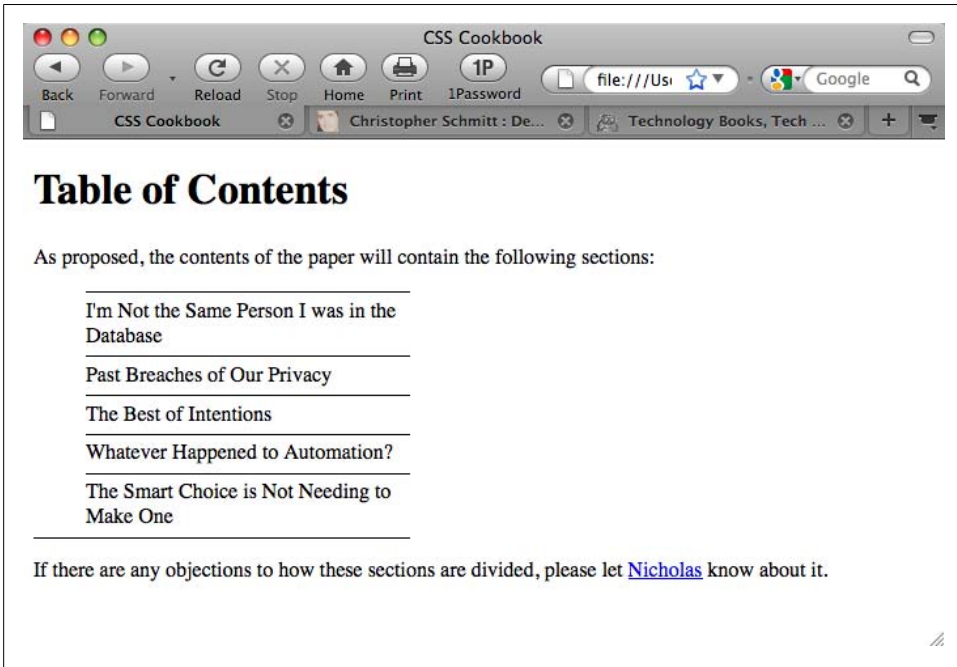 CSS Cookbook
1P
Back Forward Reload Stop Home Print 1Password
file:///Us Google
CSS Cookbook Christopher Schmitt : De... Technology Books, Tech ... +
Table of Contents
As proposed, the contents of the paper will contain the following sections:
I'm Not the Same Person I was in the
Database
Past Breaches of Our Privacy
The Best of Intentions
Whatever Happened to Automation?
The Smart Choice is Not Needing to
Make One
If there are any objections to how these sections are divided, please let Nicholas know about it.